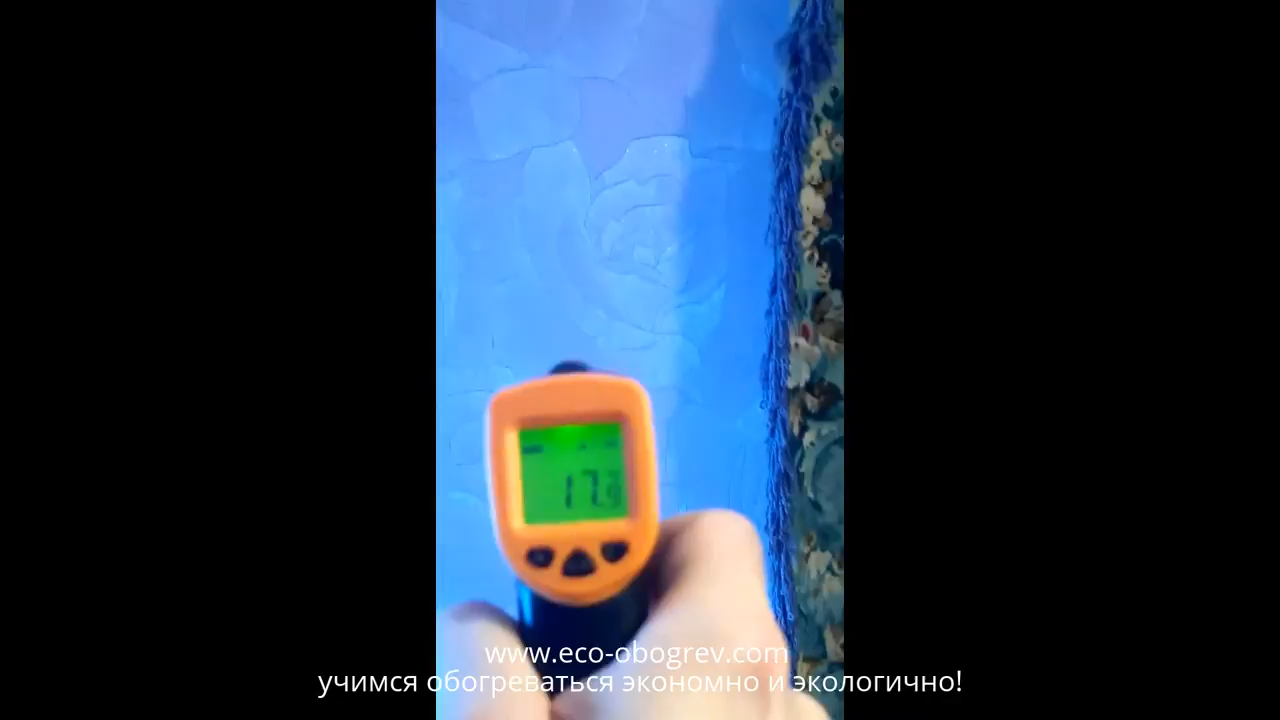 17.9
www.eco-obogrev.com
учимся обогреваться экономно и экологично!